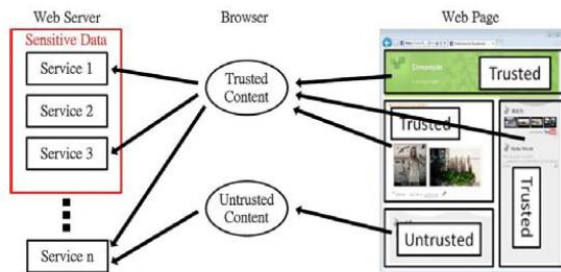 Web Server
Browser
Web Page
Sensitive Data
Service 1
Service 2
Service 3
Service n
Trusted
Content
Untrusted
Content
Trusted
Trusted
Trusted
Untrusted